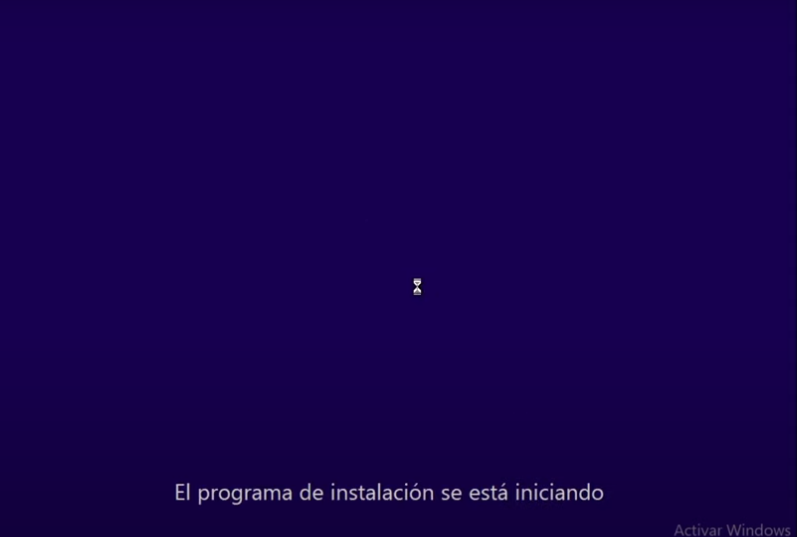 El programa de instalación se está iniciando
Activar Windows